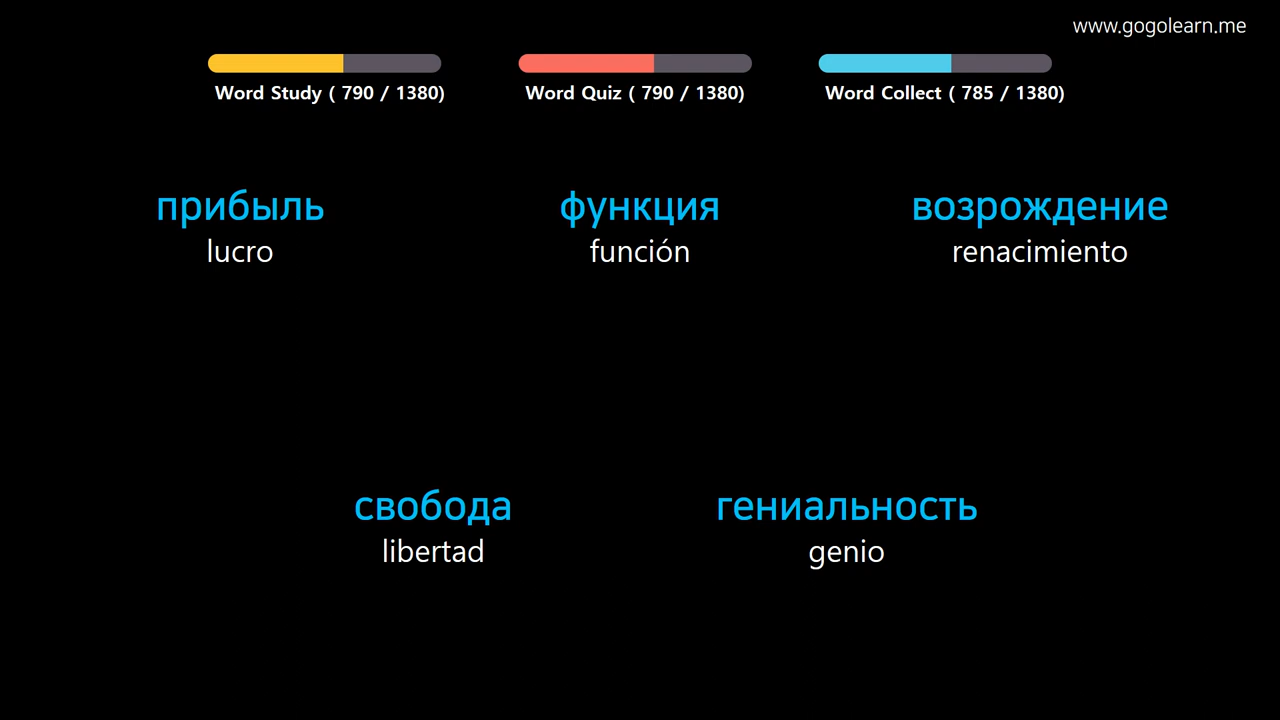 www.gogolearn.me
Word Study ( 790 / 1380)
Word Quiz ( 790 / 1380)
Word Collect ( 785 / 1380)
прибыль
lucro
функция
función
возрождение
renacimiento
свобода
libertad
гениальность
genio